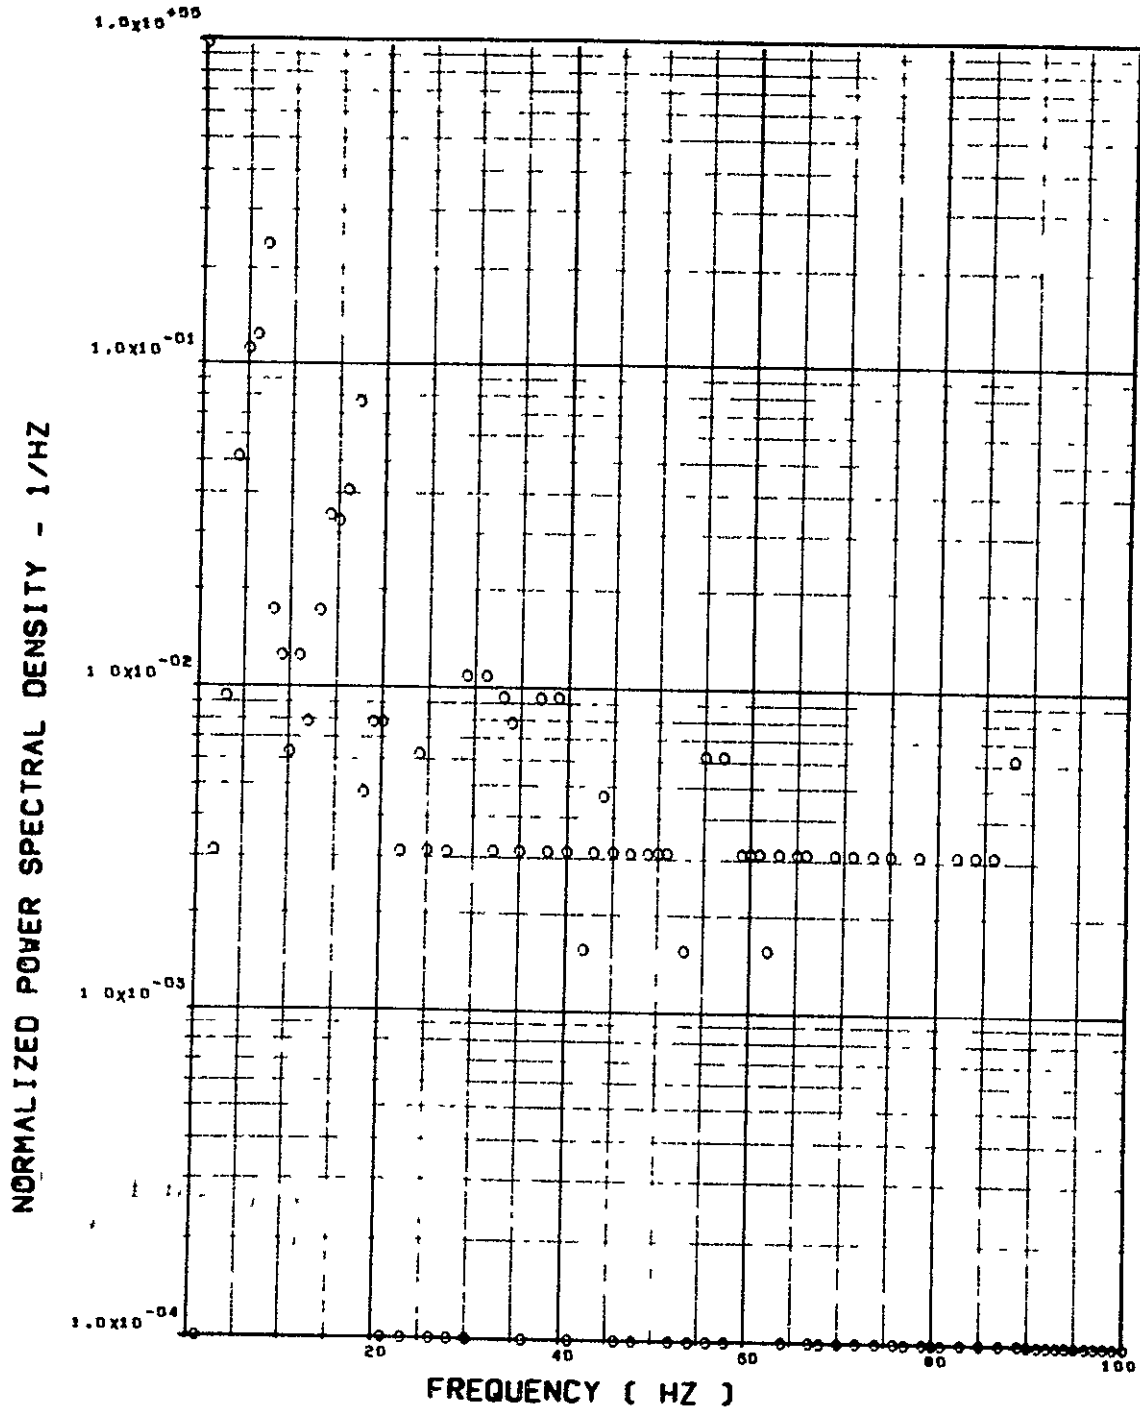 1.0x10+00
1.0x10-01
1 0x10-02
1 0x10-03
1.0x10-04
NORMALIZED POWER SPECTRAL DENSITY - 1/HZ
20
40
60
80
100
FREQUENCY ( HZ )